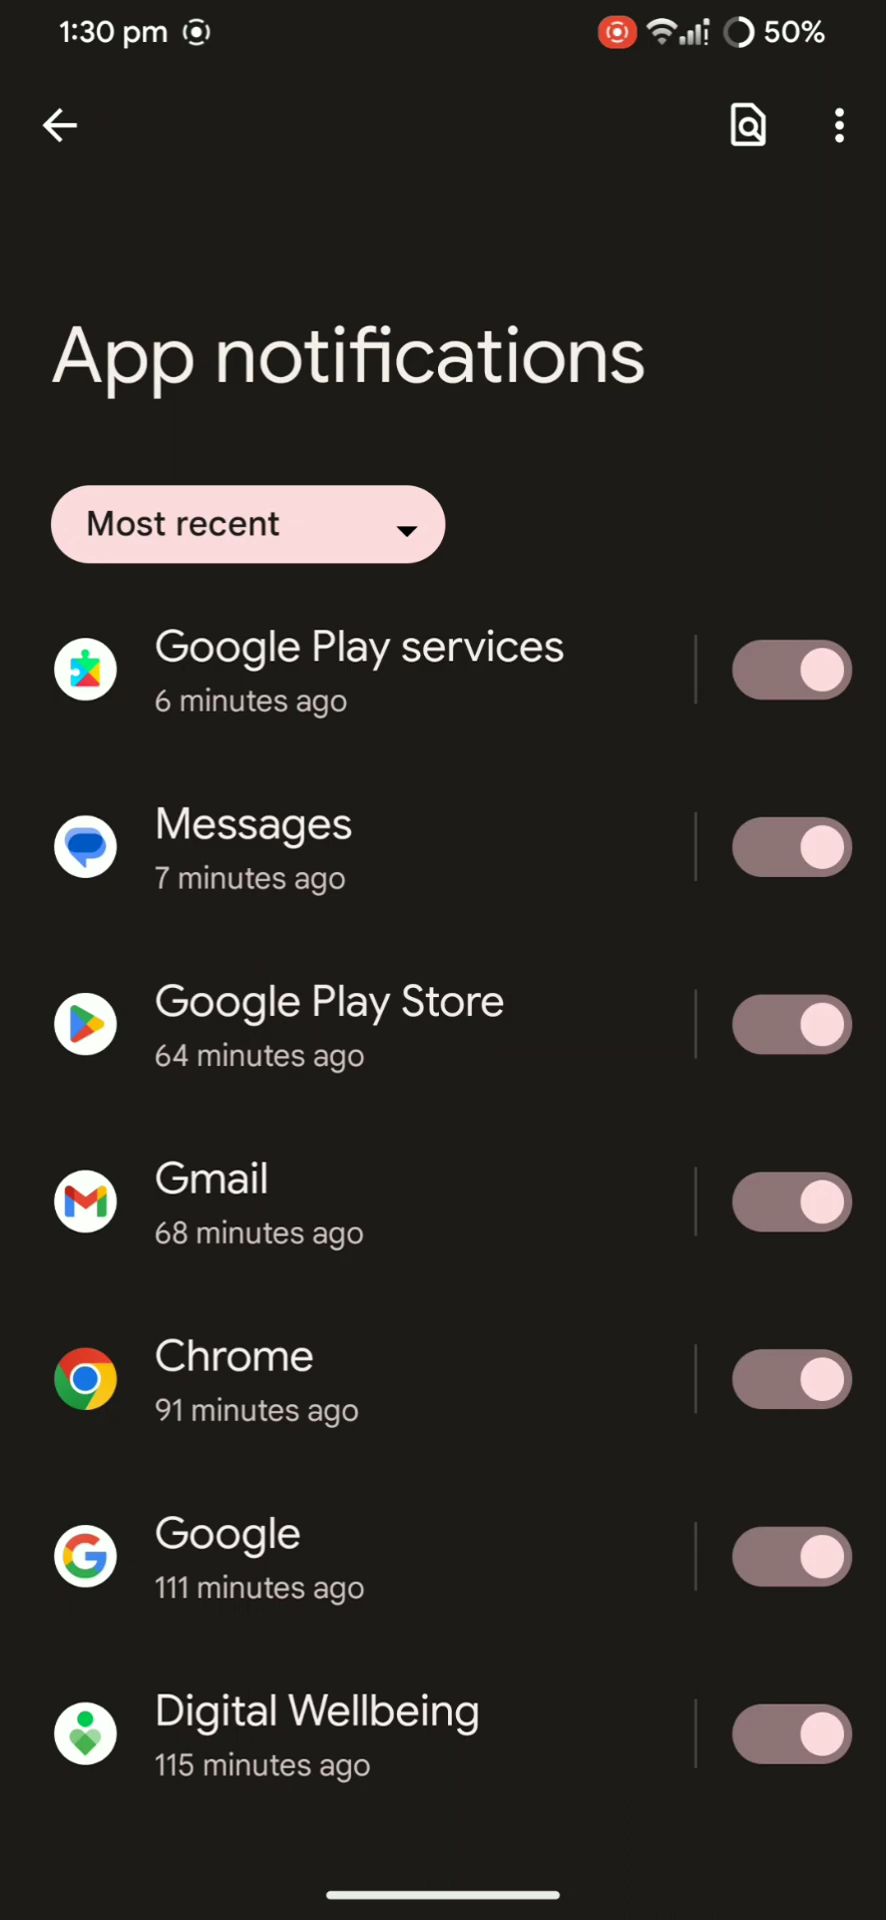 1:30 pm 50%
App notifications
Most recent
Google Play services
6 minutes ago
Messages
7 minutes ago
Google Play Store
64 minutes ago
Gmail
68 minutes ago
Chrome
91 minutes ago
Google
111 minutes ago
Digital Wellbeing
115 minutes ago